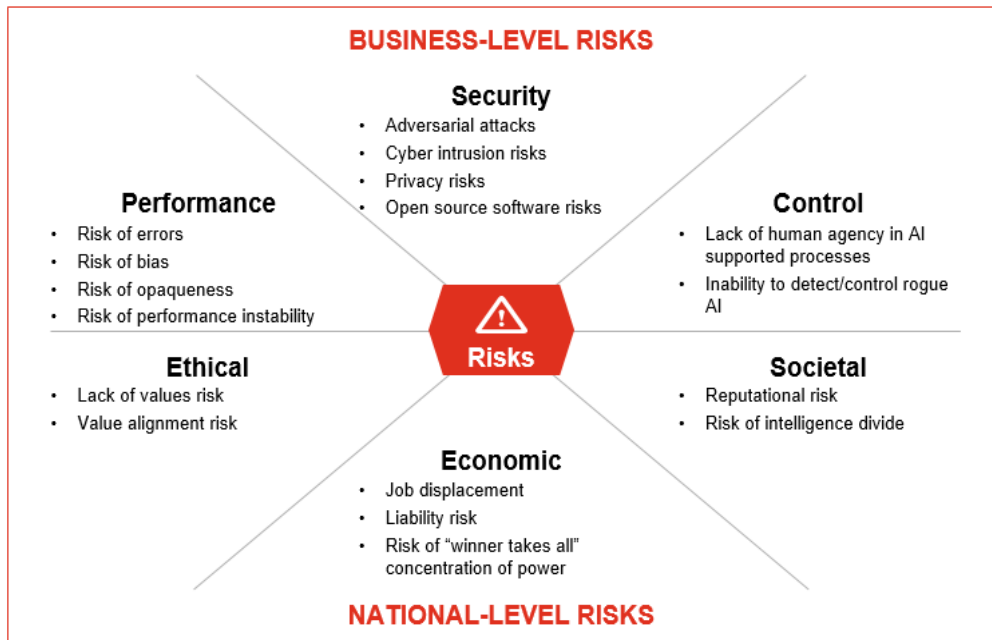 BUSINESS-LEVEL RISKS
Security
• Adversarial attacks
• Cyber intrusion risks
• Privacy risks
• Open source software risks
Performance
• Risk of errors
• Risk of bias
• Risk of opaqueness
• Risk of performance instability
Control
• Lack of human agency in AI
supported processes
• Inability to detect/control rogue
AI
Risks
Ethical
• Lack of values risk
• Value alignment risk
Societal
• Reputational risk
• Risk of intelligence divide
Economic
• Job displacement
• Liability risk
• Risk of “winner takes all”
concentration of power
NATIONAL-LEVEL RISKS